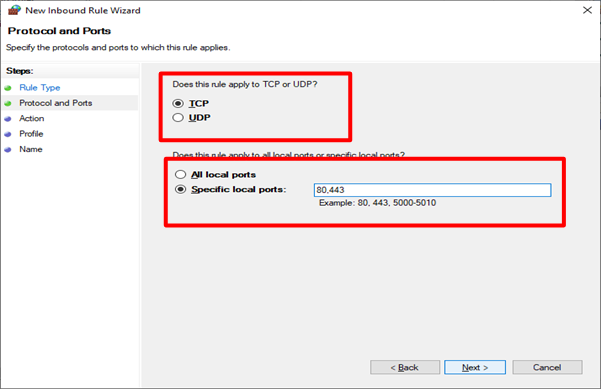 New Inbound Rule Wizard
Protocol and Ports
Specify the protocols and ports to which this rule applies.
Steps:
Rule Type
Protocol and Ports
Action
Profile
Name
Does this rule apply to TCP or UDP?
TCP
UDP
Does this rule apply to all local ports or specific local ports?
All local ports
Specific local ports: 80,443
Example: 80, 443, 5000-5010
< Back Next > Cancel